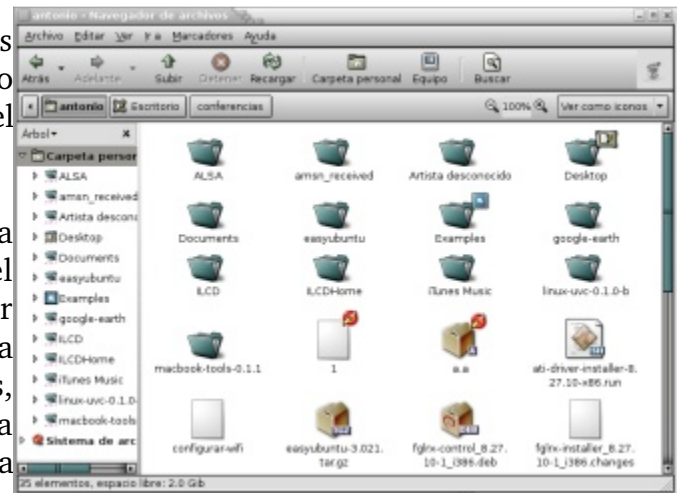 antonio - Navegador de archivos
Archivo Editar Ver Ir a Marcadores Ayuda
Atrás Adelante Subir Detener Recargar Carpeta personal Equipo Buscar
antonio Escritorio conferencias 100% Ver como iconos
Árbol
Carpeta person
ALSA
amsn_received
Artista descono
Desktop
Documents
easyubuntu
Examples
google-earth
iLCD
iLCDHome
iTunes Music
linux-uvc-0.1.0-
macbook-tools
Sistema de arc
ALSA amsn_received Artista desconocido Desktop
Documents easyubuntu Examples google-earth
iLCD iLCDHome iTunes Music linux-uvc-0.1.0-b
macbook-tools-0.1.1 1 a.a ati-driver-installer-8.
27.10-x86.run
configurar-wifi easyubuntu-3.021. fglrx-control_8.27. fglrx-installer_8.27.
tar.gz 10-1_i386.deb 10-1_i386.changes
35 elementos, espacio libre: 2.0 Gib
s
o
el
a
el
r
a
s,
a
a